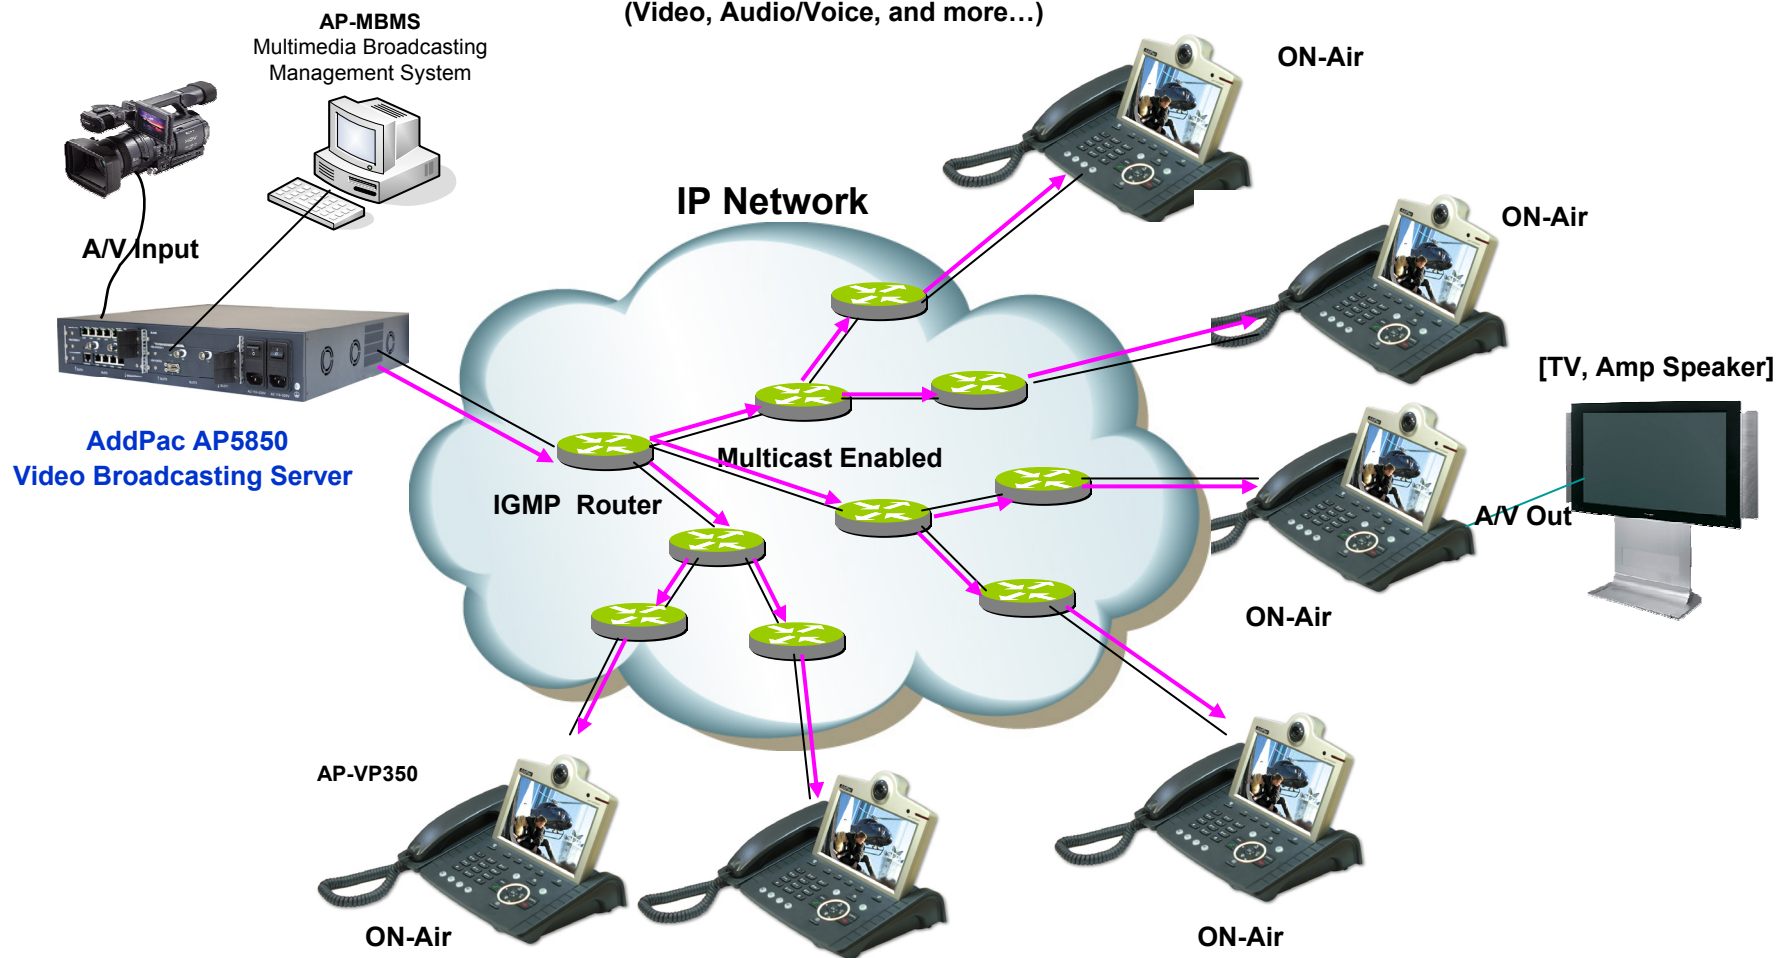 (Video, Audio/Voice, and more…)
AP-MBMS
Multimedia Broadcasting
Management System
ON-Air
IP Network
ON-Air
A/V Input
[TV, Amp Speaker]
AddPac AP5850
Video Broadcasting Server
Multicast Enabled
IGMP Router
A/V Out
ON-Air
AP-VP350
ON-Air
ON-Air